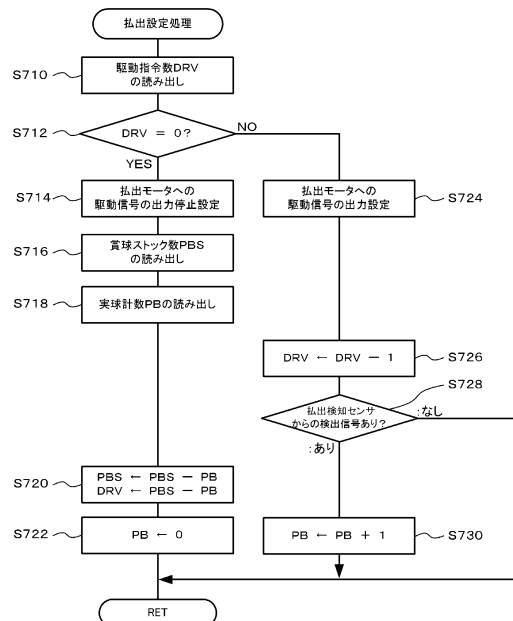 払出設定処理
S710
駆動指令数DRV
の読み出し
S712
DRV = 0?
NO
YES
S714
払出モータへの
駆動信号の出力停止設定
払出モータへの
駆動信号の出力設定
S724
S716
賞球ストック数PBS
の読み出し
S718
実球計数PBの読み出し
DRV ← DRV − 1
S726
S728
払出検知センサ
からの検出信号あり?
:なし
:あり
S720
PBS ← PBS − PB
DRV ← PBS − PB
S722
PB ← 0
PB ← PB + 1
S730
RET